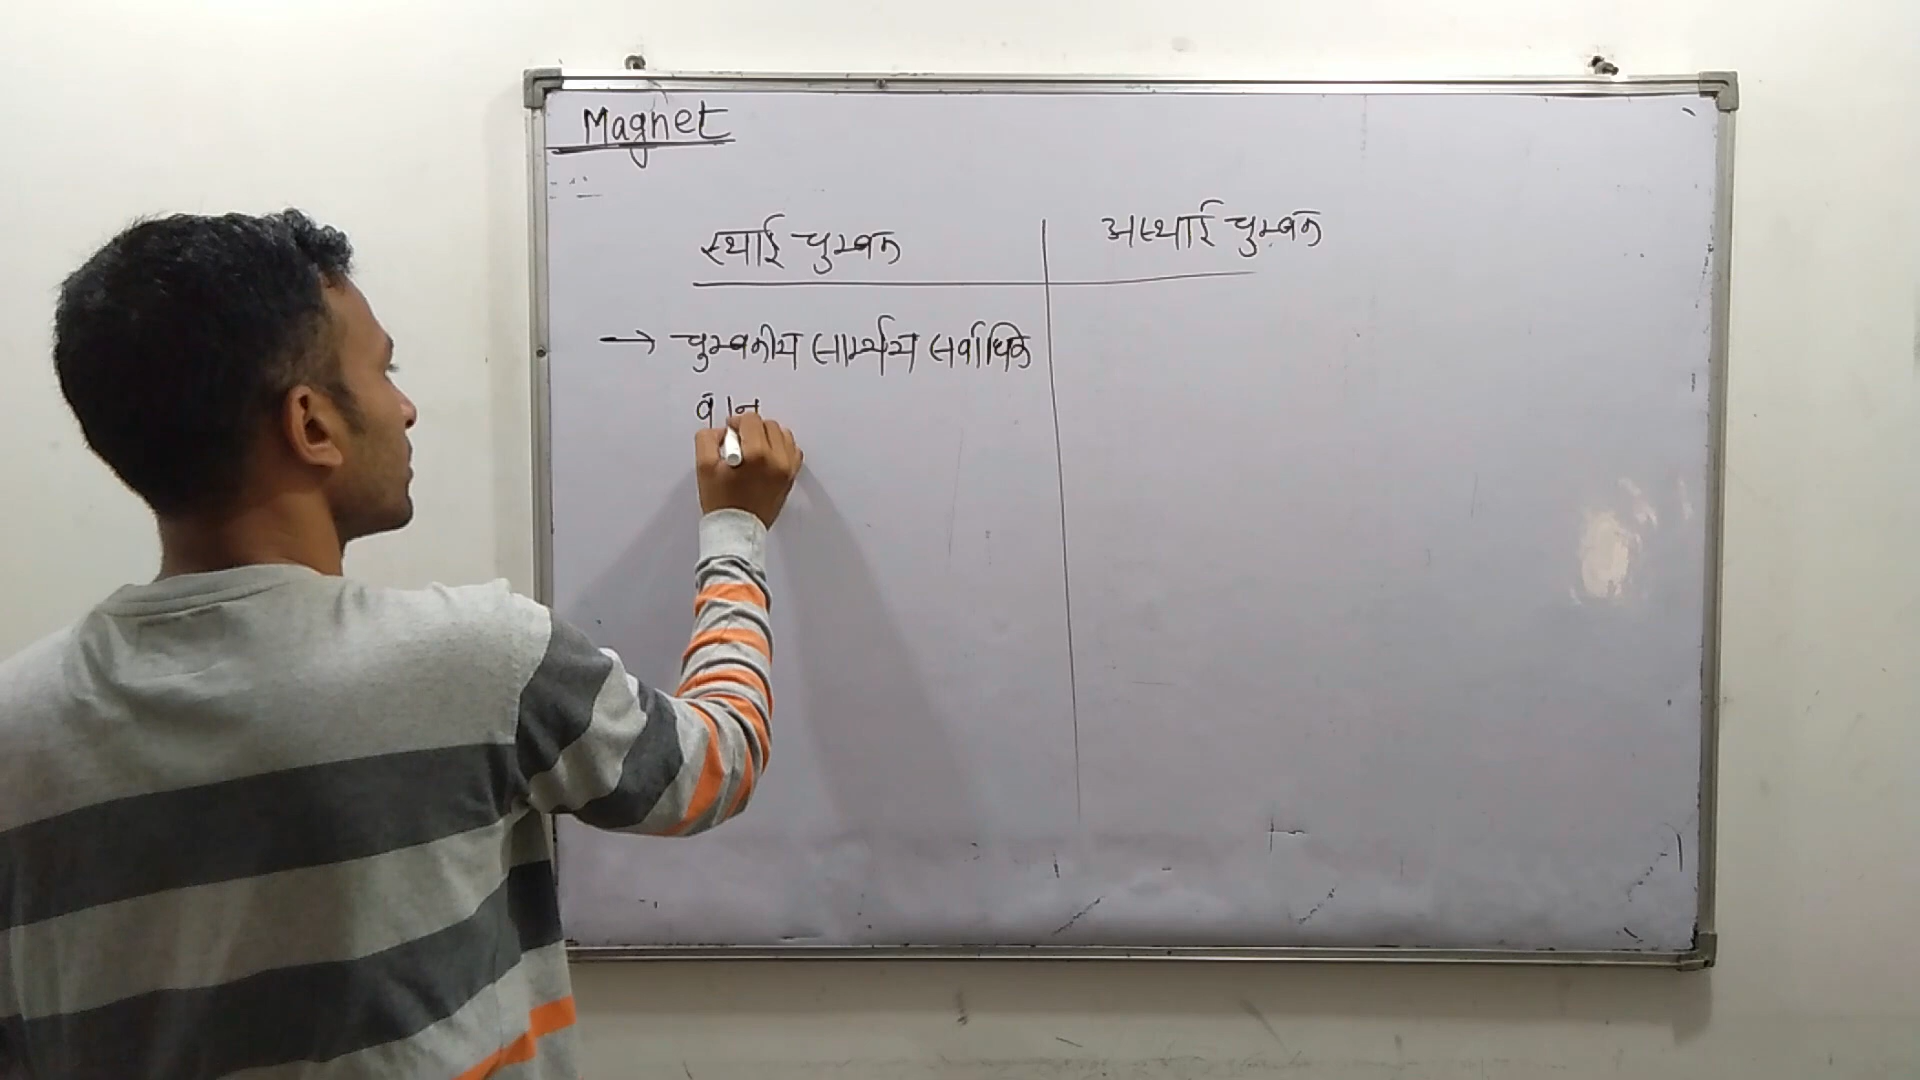 Magnet
स्थाई चुम्बक
अस्थाई चुम्बक
→ चुम्बकीय सार्मथ्य सर्वाधिक